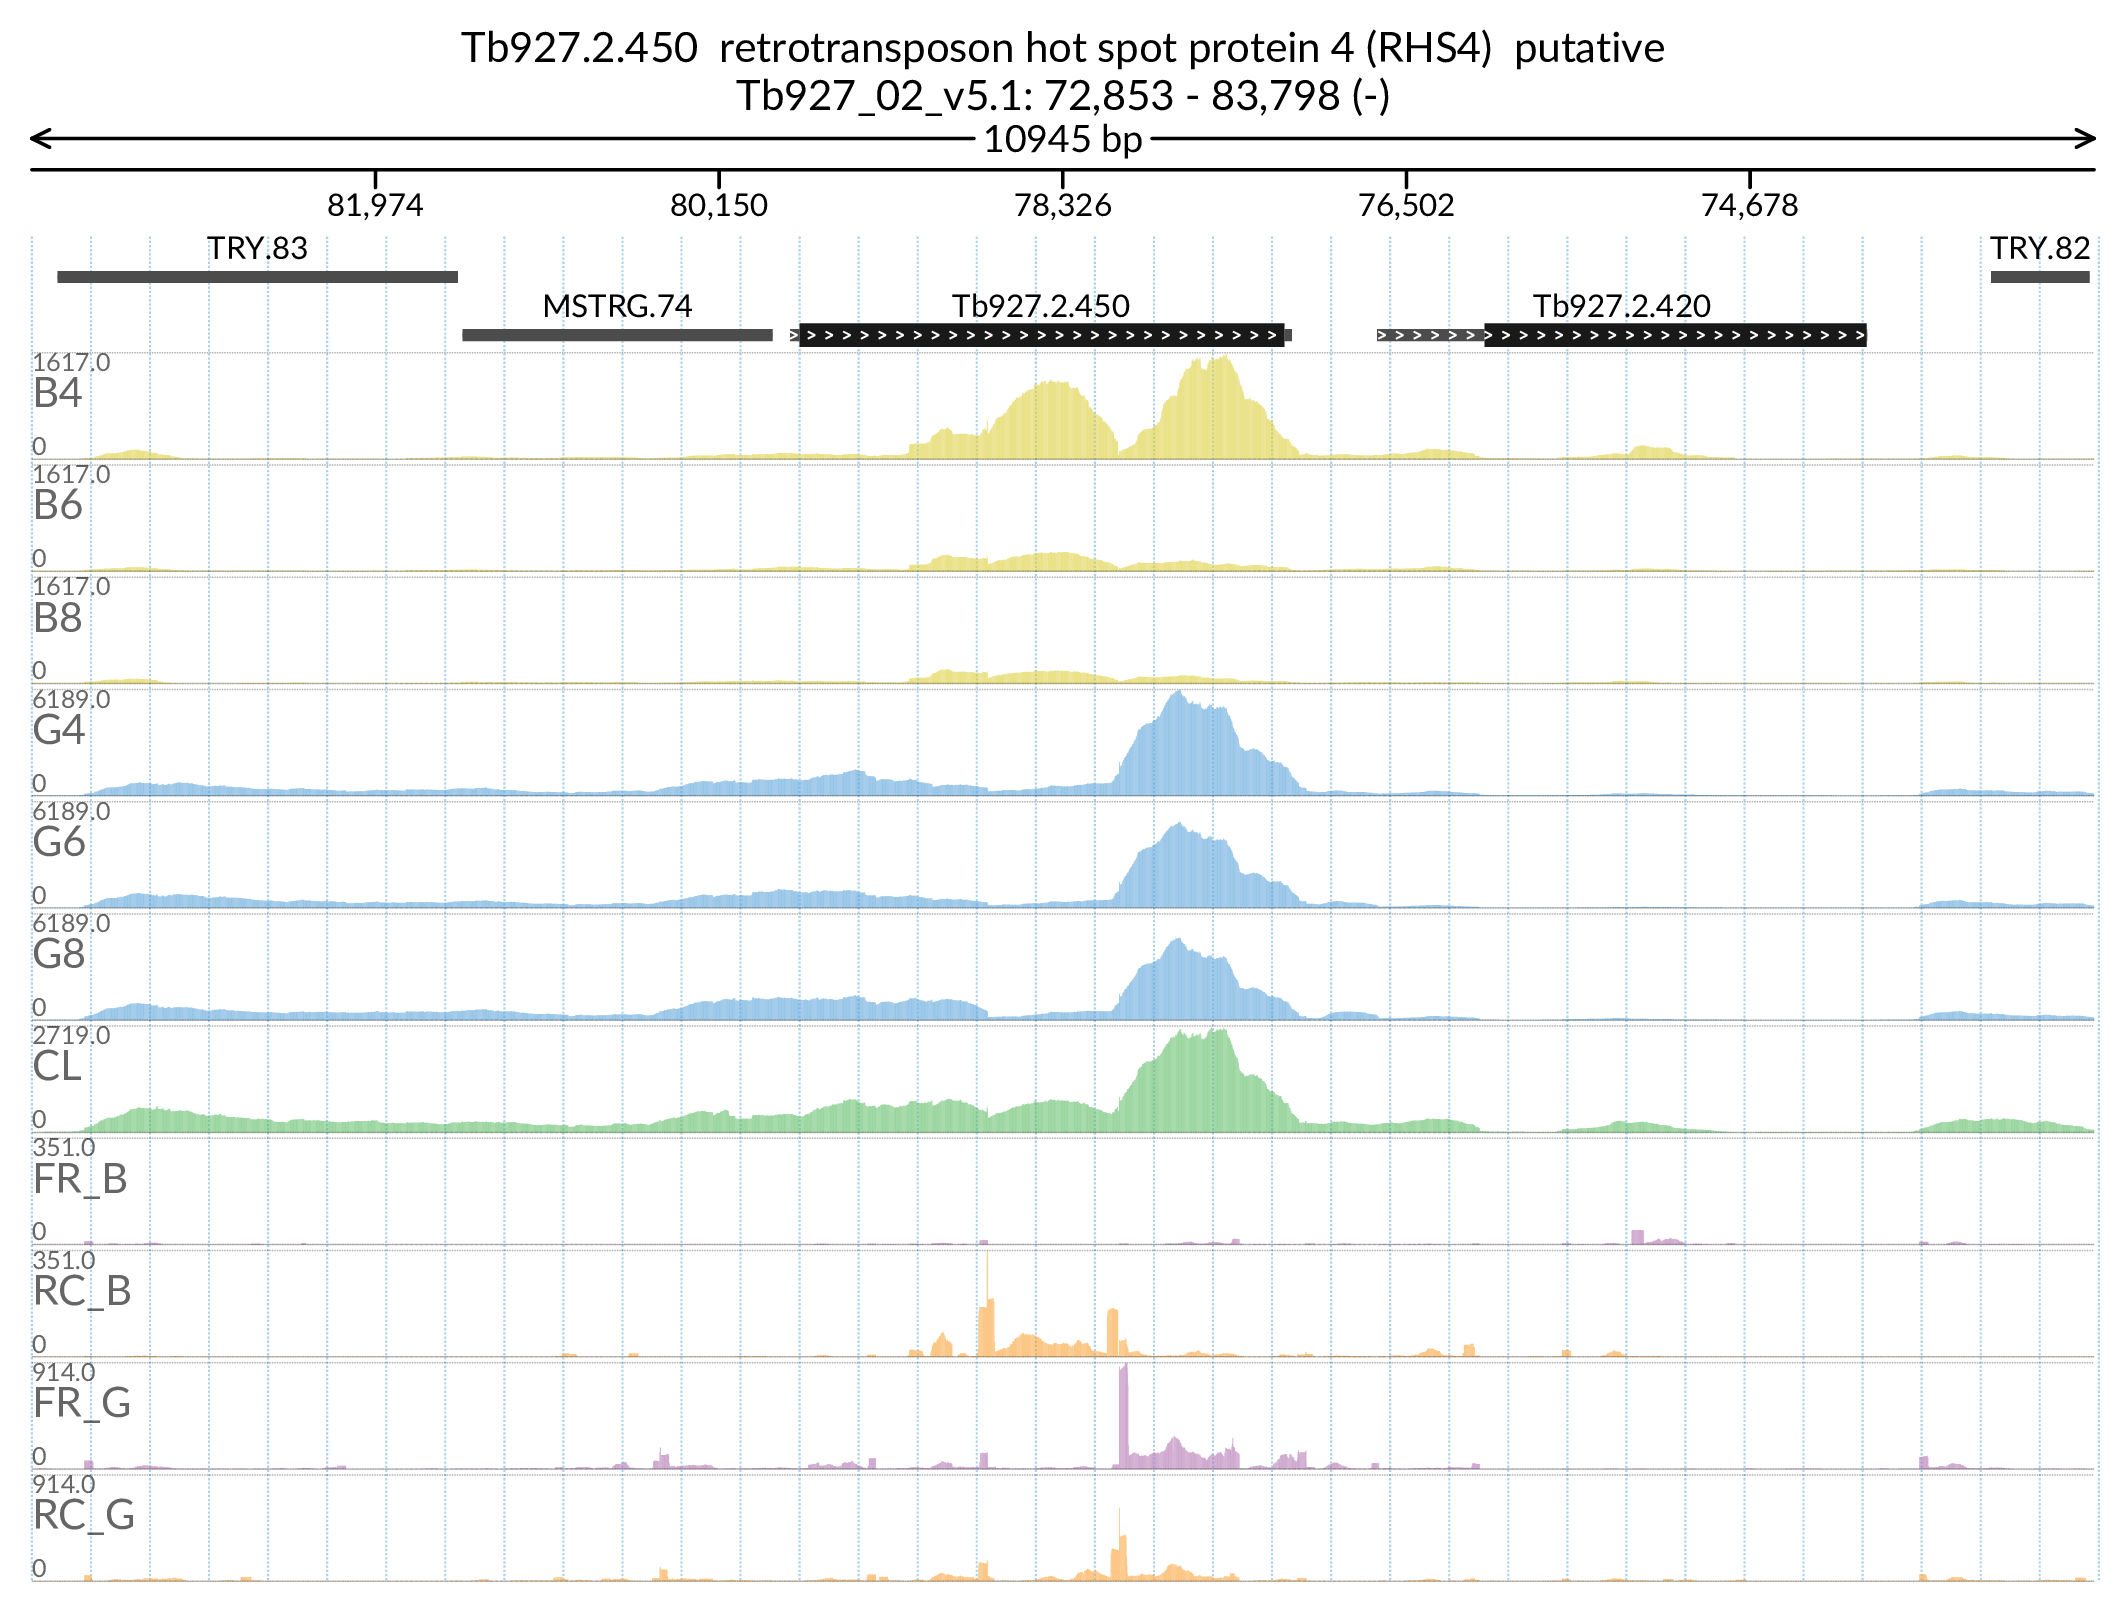 Tb927.2.450  retrotransposon hot spot protein 4 (RHS4)  putative
Tb927_02_v5.1: 72,853 - 83,798 (-)
10945 bp
81,974 80,150 78,326 76,502 74,678
TRY.83 TRY.82
MSTRG.74 Tb927.2.450 Tb927.2.420
1617.0
B4
0
1617.0
B6
0
1617.0
B8
0
6189.0
G4
0
6189.0
G6
0
6189.0
G8
0
2719.0
CL
0
351.0
FR_B
0
351.0
RC_B
0
914.0
FR_G
0
914.0
RC_G
0